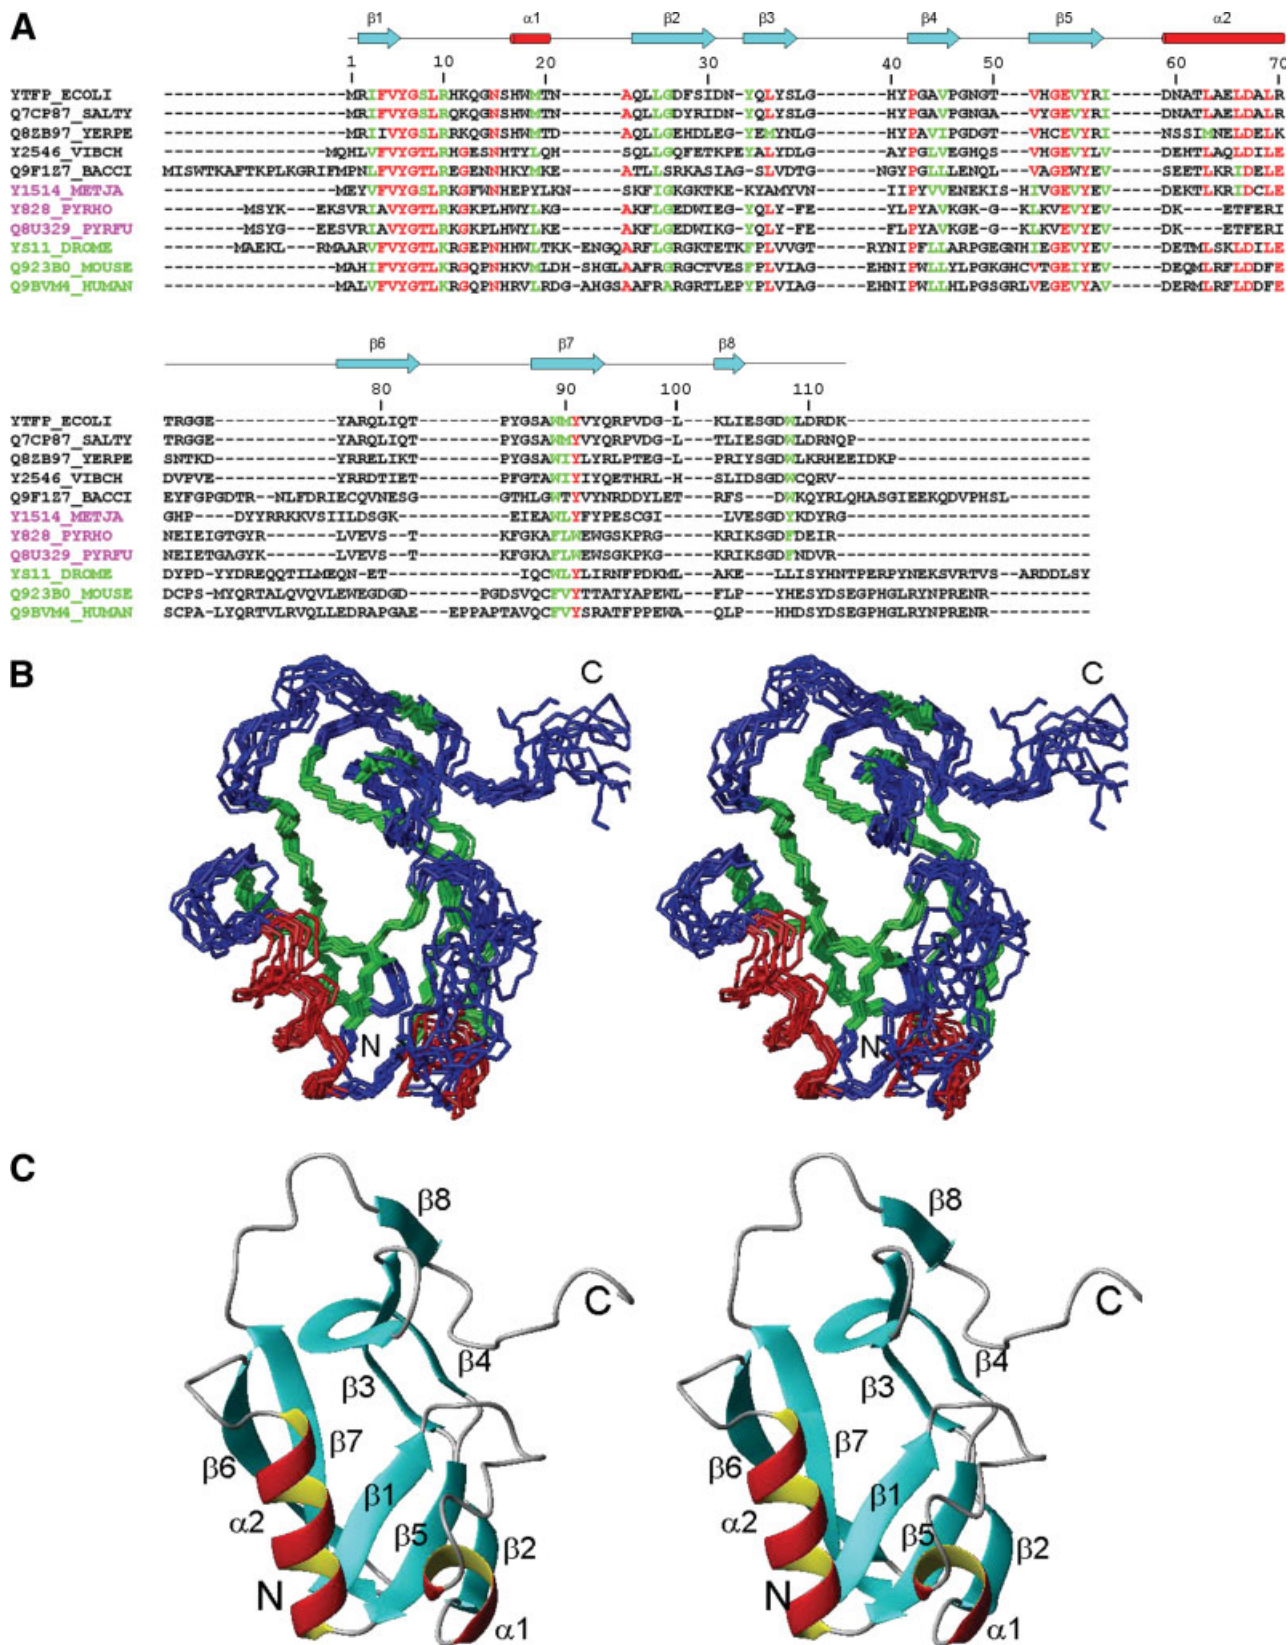 A
β1 α1 β2 β3 β4 β5 α2
1 10 20 30 40 50 60 70
YTFP_ECOLI ------------------MRIFVYGSLRHKQGNSHWMTN-------AQLLGDFSIDN-YQLYSLG-------HYPGAVPGNGT-----VHGEVYRI-----DNATLAELDALR
Q7CP87_SALTY ------------------MRIFVYGSLRQKQGNSHWMTN-------AQLLGDYRIDN-YQLYSLG-------HYPGAVPGNGA-----VYGEVYRI-----DNATLAELDALR
Q8ZB97_YERPE ------------------MRIIVYGSLRRKQGNSHWMTD-------AQLLGEHDLEG-YEMYNLG-------HYPAVIPGDGT-----VHCEVYRI-----NSSIMNELDELK
Y2546_VIBCH ----------------MQHLVFVYGTLRHGESNHTYLQH-------SQLLGQFETKPEYALYDLG-------AYPGLVEGHQS-----VHGEVYLV-----DEHTLAQLDILE
Q9F1Z7_BACCI MISWTKAFTKPLKGRIFMPNLFVYGTLREGENNHKYMKE-------ATLLSRKASIAG-SLVDTG-------NGYPGLLLENQL-----VAGEWYEV-----SEETLKRIDELE
Y1514_METJA -----------------MEYVFVYGSLRKGFWNHEPYLKN------SKFIGKGKTKE-KYAMYVN-------IIPYVVENEKIS--HIVGEVYEV-----DEKTLKRIDCLE
Y828_PYRHO --------MSYK---EKSVRIAVYGTLRKGKPLHWYLKG-------AKFLGEDWIEG-YQLY-FE-------YLPYAVKGK-G-KLKVEVYEV-----DK----ETFERI
Q8U329_PYRFU --------MSYG---EESVRIAVYGTLRKGKPLHWYLKE-------AKFLGEDWIKG-YQLY-FE-------FLPYAVKGK-G-----KLKVEVYEV-----DK----ETFERI
YS11_DROME -------MAEKL--RMAARVFVYGTLKRGEPNHHWLTKK-ENGQARFLGRGKTETKFPLVVGT------RYNIPFLLARPGEGNHIEGEVYEV-----DETMLSKLDILE
Q923B0_MOUSE ------------------MAHIFVYGTLKRGQPNHKVMLDH-SHGLAAFRGRGCTVESFPLVIAG------EHNIPWLLYLPGKGHCVTGEIYEV-----DEQMLRFLDDFE
Q9BVM4_HUMAN ------------------MALVFVYGTLKRGQPNHRVLRDG-AHGSAAFRARGRTLEPYPLVIAG------EHNIPWLLHLPGSGRLVEGEVYAV-----DERMLRFLDDFE
β6 β7 β8
80 90 100 110
YTFP_ECOLI TRGGE-----------YARQLIQT--------PYGSAWMYVYQRPVDG-L---KLIESGDWLDRDK----------------------
Q7CP87_SALTY TRGGE-----------YARQLIQT--------PYGSAWMYVYQRPVDG-L---TLIESGDWLDRNQP---------------------
Q8ZB97_YERPE SNTKD-----------YRRELIKT--------PYGSAWIYLYRLPTEG-L---PRIYSGDWLKRHEEIDKP-----------------
Y2546_VIBCH DVPVE-----------YRRDTIET--------PFGTAWIYIYQETHRL-H---SLIDSGDWCQRV-----------------------
Q9F1Z7_BACCI EYFGPGDTR--NLFDRIECQVNESG-------GTHLGWTYVYNRDDYLET---RFS--DWKQYRLQHASGIEEKQDVPHSL-------
Y1514_METJA GHP----DYYRRKKVSIILDSGK---------EIEAWLYFYPESCGI----LVESGDYKDYRG-------------------------
Y828_PYRHO NEIEIGTGYR-------LVEVS--T-------KFGKAFLWEWGSKPRG-----KRIKSGDFDEIR-----------------------
Q8U329_PYRFU NEIETGAGYK-------LVEVS--T-------KFGKAFLWEWSGKPKG-----KRIKSGDFNDVR-----------------------
YS11_DROME DYPD-YYDREQQTILMEQN-ET----------IQCWLYLIRNFPDKML---AKE---LLISYHNTPERPYNEKSVRTVS-ARDDLSY
Q923B0_MOUSE DCPS-MYQRTALQVQVLEWEGDGD------PGDSVQCFVYTTATYAPEWL---FLP--YHESYDSEGPHGLRYNPRENR---------
Q9BVM4_HUMAN SCPA-LYQRTVLRVQLLEDRAPGAE----EPPAPTAVQCFVYSRATFPPEWA---QLP--HHDSYDSEGPHGLRYNPRENR---------
B
C C
N N
C
β8 β8
C C
β4 β4
β3 β3
β7 β7
β6 β6
β1 β1
α2 α2
β5 β5
β2 β2
N N
α1 α1